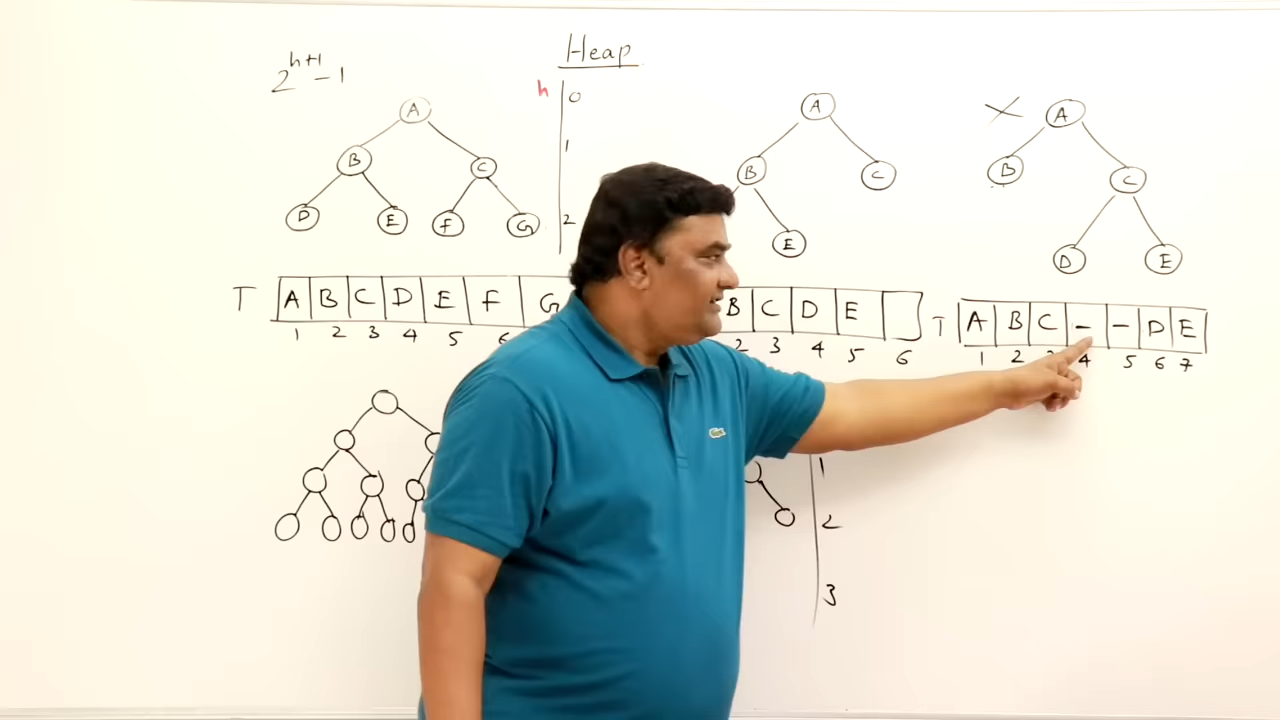 Heap
2^(h+1) - 1
h
0
1
2
A
B C
D E F G
A
B C
E
X
A
B C
D E
T A B C D E F G
1 2 3 4 5 6
B C D E
2 3 4 5 6
T A B C - - D E
1 2 3 4 5 6 7
1
2
3